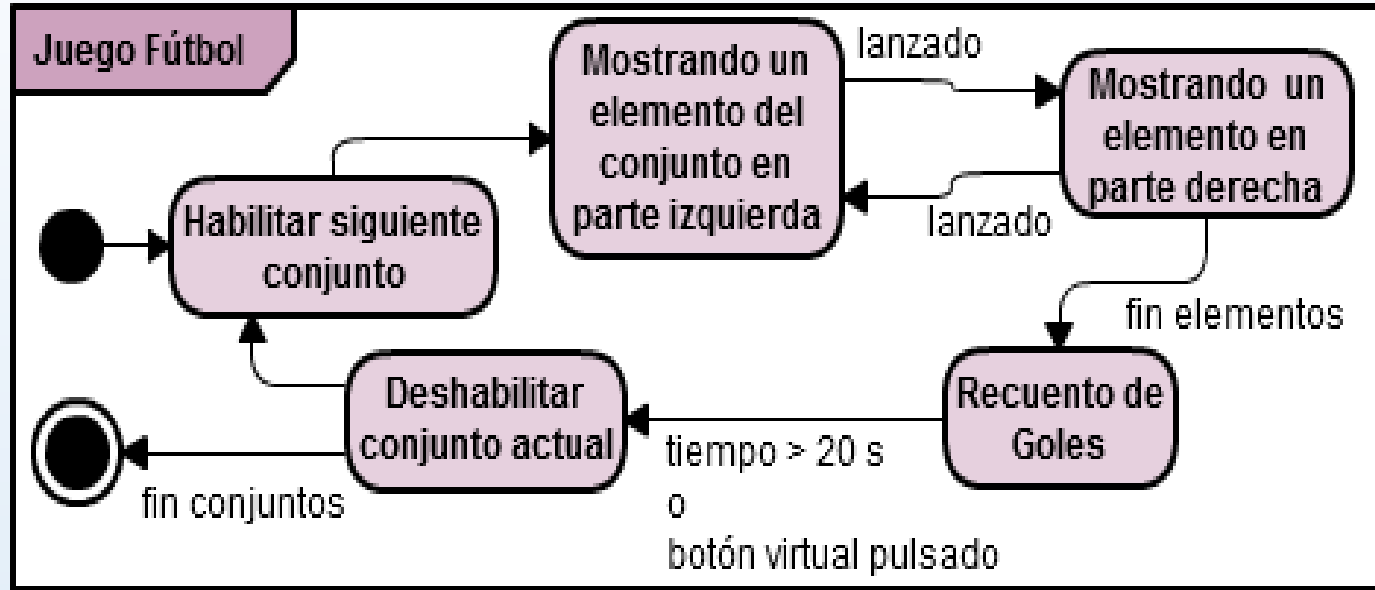 Juego Fútbol
Mostrando un
elemento del
conjunto en
parte izquierda
lanzado
Mostrando un
elemento en
parte derecha
lanzado
Habilitar siguiente
conjunto
fin elementos
Recuento de
Goles
tiempo > 20 s
o
botón virtual pulsado
Deshabilitar
conjunto actual
fin conjuntos